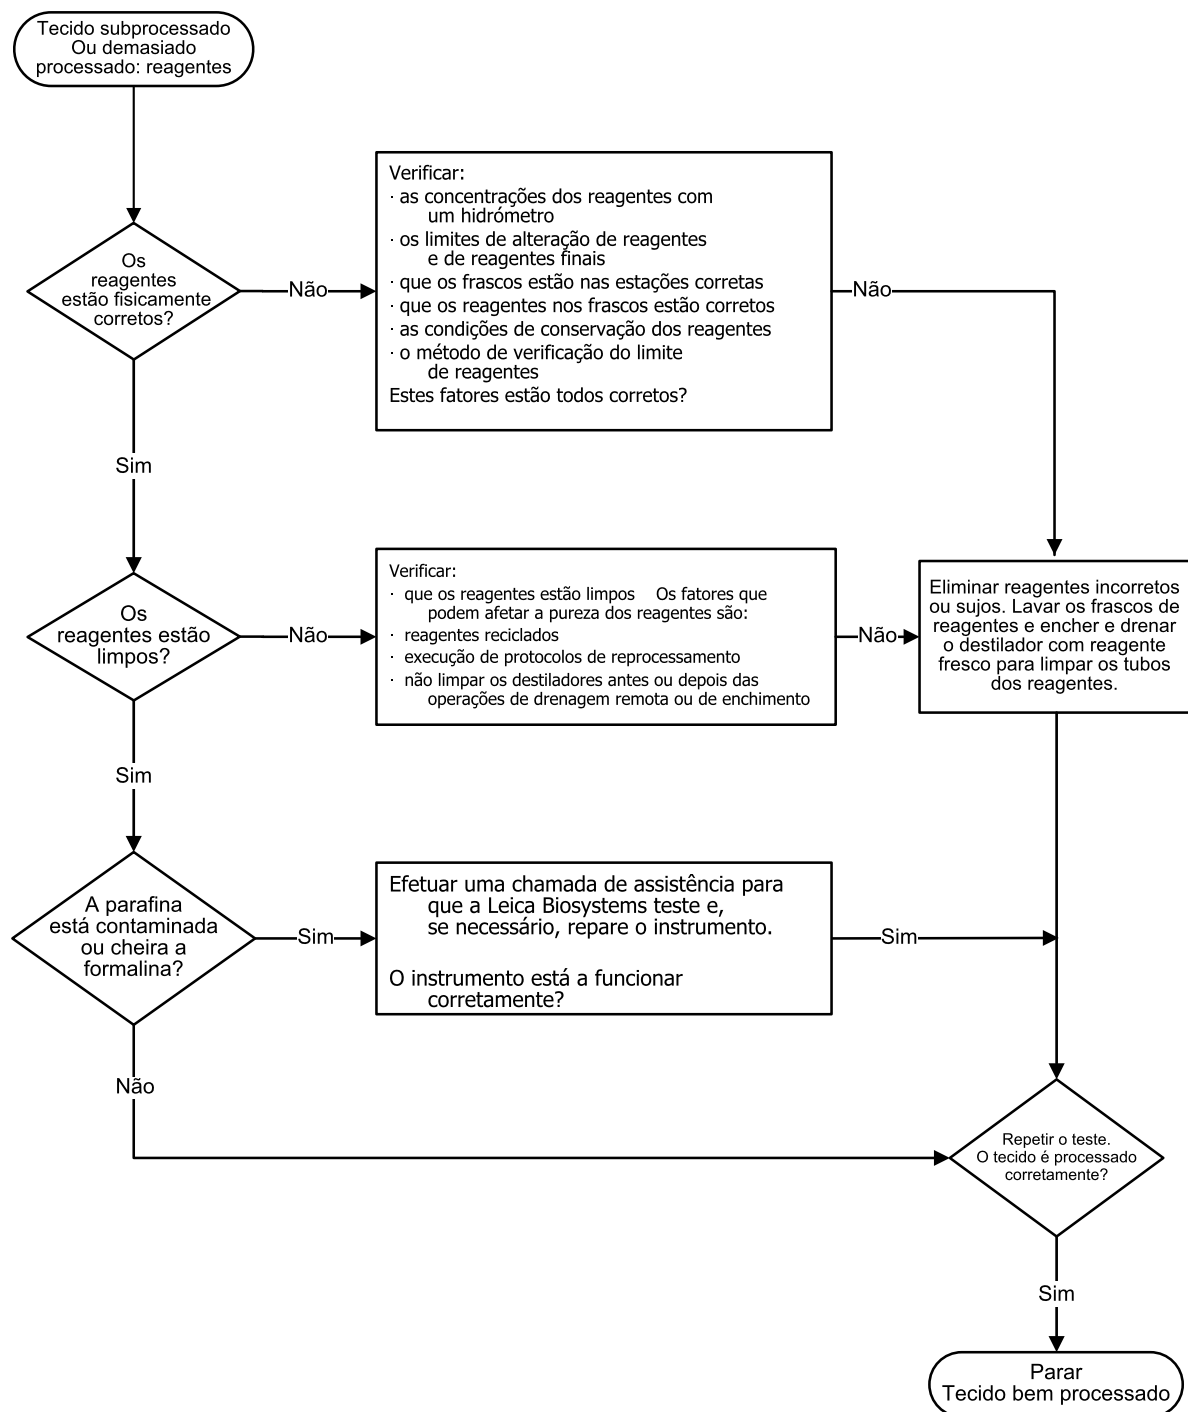 Tecido subprocessado
Ou demasiado
processado: reagentes
Os
reagentes
estão fisicamente
corretos?
Não
Verificar:
· as concentrações dos reagentes com
um hidrómetro
· os limites de alteração de reagentes
e de reagentes finais
· que os frascos estão nas estações corretas
· que os reagentes nos frascos estão corretos
· as condições de conservação dos reagentes
· o método de verificação do limite
de reagentes
Estes fatores estão todos corretos?
Não
Sim
Os
reagentes estão
limpos?
Não
Verificar:
· que os reagentes estão limpos Os fatores que
podem afetar a pureza dos reagentes são:
· reagentes reciclados
· execução de protocolos de reprocessamento
· não limpar os destiladores antes ou depois das
operações de drenagem remota ou de enchimento
Não
Eliminar reagentes incorretos
ou sujos. Lavar os frascos de
reagentes e encher e drenar
o destilador com reagente
fresco para limpar os tubos
dos reagentes.
Sim
A parafina
está contaminada
ou cheira a
formalina?
Sim
Efetuar uma chamada de assistência para
que a Leica Biosystems teste e,
se necessário, repare o instrumento.
O instrumento está a funcionar
corretamente?
Sim
Não
Repetir o teste.
O tecido é processado
corretamente?
Sim
Parar
Tecido bem processado